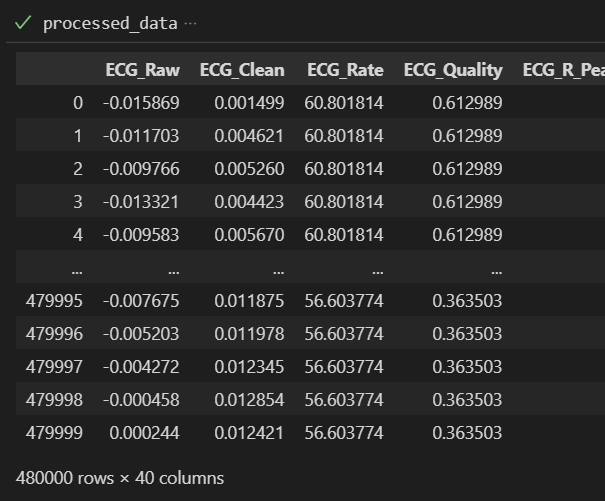 processed_data ...
ECG_Raw ECG_Clean ECG_Rate ECG_Quality ECG_R_Pea
0 -0.015869 0.001499 60.801814 0.612989
1 -0.011703 0.004621 60.801814 0.612989
2 -0.009766 0.005260 60.801814 0.612989
3 -0.013321 0.004423 60.801814 0.612989
4 -0.009583 0.005670 60.801814 0.612989
... ... ... ... ...
479995 -0.007675 0.011875 56.603774 0.363503
479996 -0.005203 0.011978 56.603774 0.363503
479997 -0.004272 0.012345 56.603774 0.363503
479998 -0.000458 0.012854 56.603774 0.363503
479999 0.000244 0.012421 56.603774 0.363503
480000 rows × 40 columns